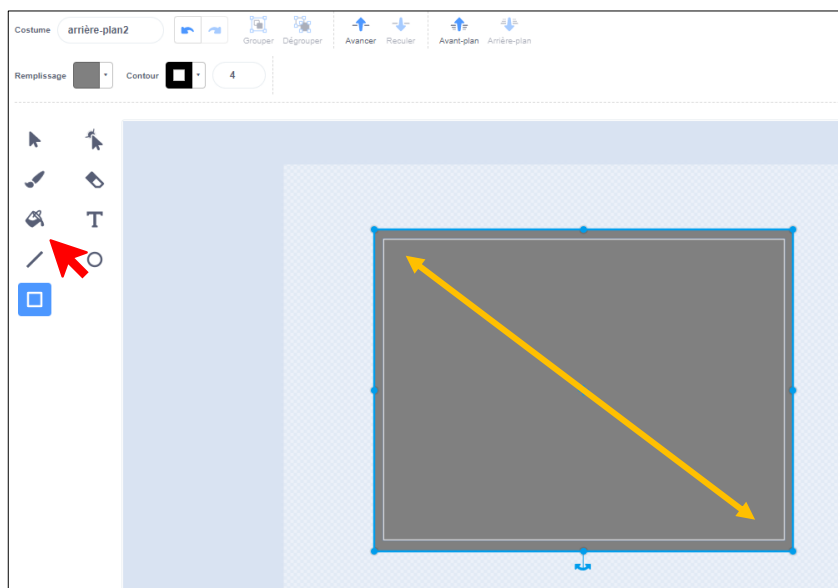 Costume arrière-plan2 Grouper Dégrouper Avancer Reculer Avant-plan Arrière-plan
Remplissage Contour 4
T